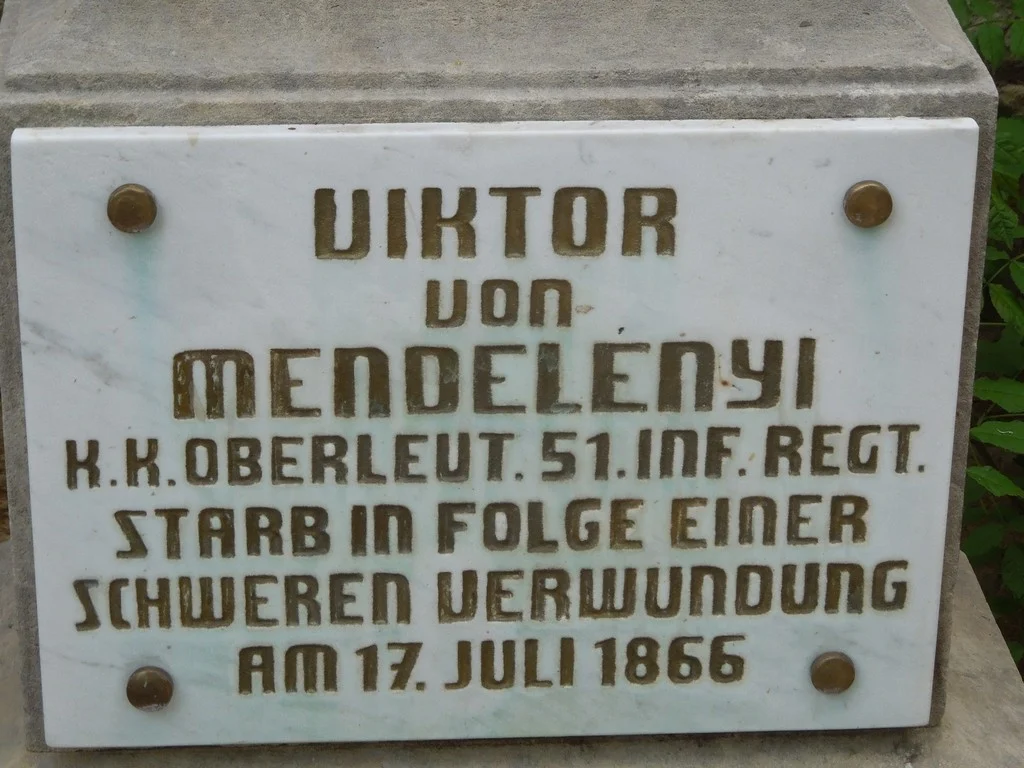 VIKTOR
VON
MENDELENYI
K.K. OBERLEUT. 51. INF. REGT.
STARB IN FOLGE EINER
SCHWEREN VERWUNDUNG
AM 17. JULI 1866